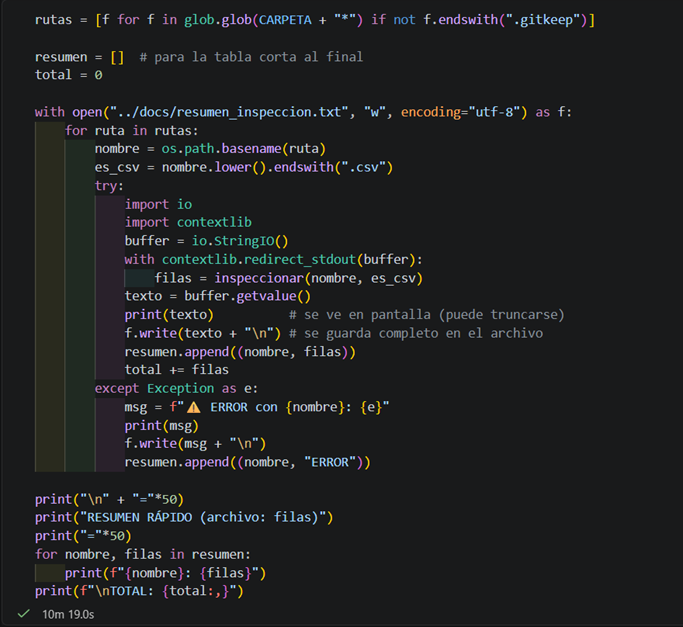 rutas = [f for f in glob.glob(CARPETA + "*") if not f.endswith(".gitkeep")]

resumen = []  # para la tabla corta al final
total = 0

with open("../docs/resumen_inspeccion.txt", "w", encoding="utf-8") as f:
    for ruta in rutas:
        nombre = os.path.basename(ruta)
        es_csv = nombre.lower().endswith(".csv")
        try:
            import io
            import contextlib
            buffer = io.StringIO()
            with contextlib.redirect_stdout(buffer):
                filas = inspeccionar(nombre, es_csv)
            texto = buffer.getvalue()
            print(texto)          # se ve en pantalla (puede truncarse)
            f.write(texto + "\n") # se guarda completo en el archivo
            resumen.append((nombre, filas))
            total += filas
        except Exception as e:
            msg = f"⚠️ ERROR con {nombre}: {e}"
            print(msg)
            f.write(msg + "\n")
            resumen.append((nombre, "ERROR"))

print("\n" + "="*50)
print("RESUMEN RÁPIDO (archivo: filas)")
print("="*50)
for nombre, filas in resumen:
    print(f"{nombre}: {filas}")
print(f"\nTOTAL: {total:,}")
10m 19.0s